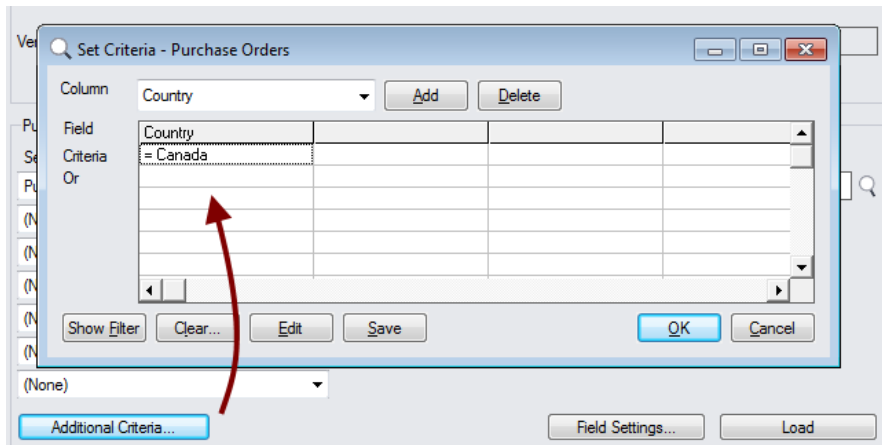 Ver
Set Criteria - Purchase Orders
Column Country Add Delete
Field Country
Criteria = Canada
Or
Show Filter Clear... Edit Save OK Cancel
(None)
Additional Criteria... Field Settings... Load